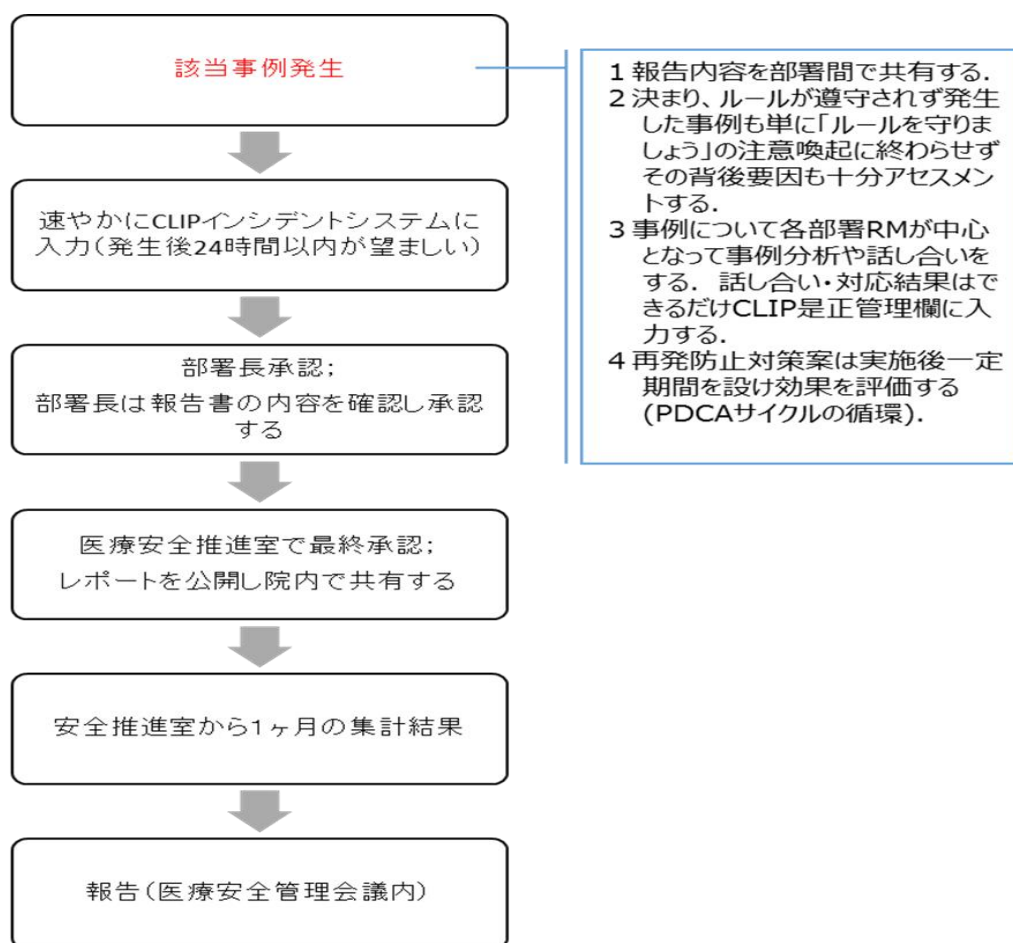 該当事例発生
1 報告内容を部署間で共有する.
2 決まり、ルールが遵守されず発生
した事例も単に「ルールを守りま
しょう」の注意喚起に終わらせず
その背後要因も十分アセスメン
トする.
3 事例について各部署RMが中心
となって事例分析や話し合いを
する. 話し合い・対応結果はで
きるだけCLIP是正管理欄に入
力する.
4 再発防止対策案は実施後一定
期間を設け効果を評価する
(PDCAサイクルの循環).
速やかにCLIPインシデントシステムに
入力(発生後24時間以内が望ましい)
部署長承認;
部署長は報告書の内容を確認し承認
する
医療安全推進室で最終承認;
レポートを公開し院内で共有する
安全推進室から1ヶ月の集計結果
報告(医療安全管理会議内)